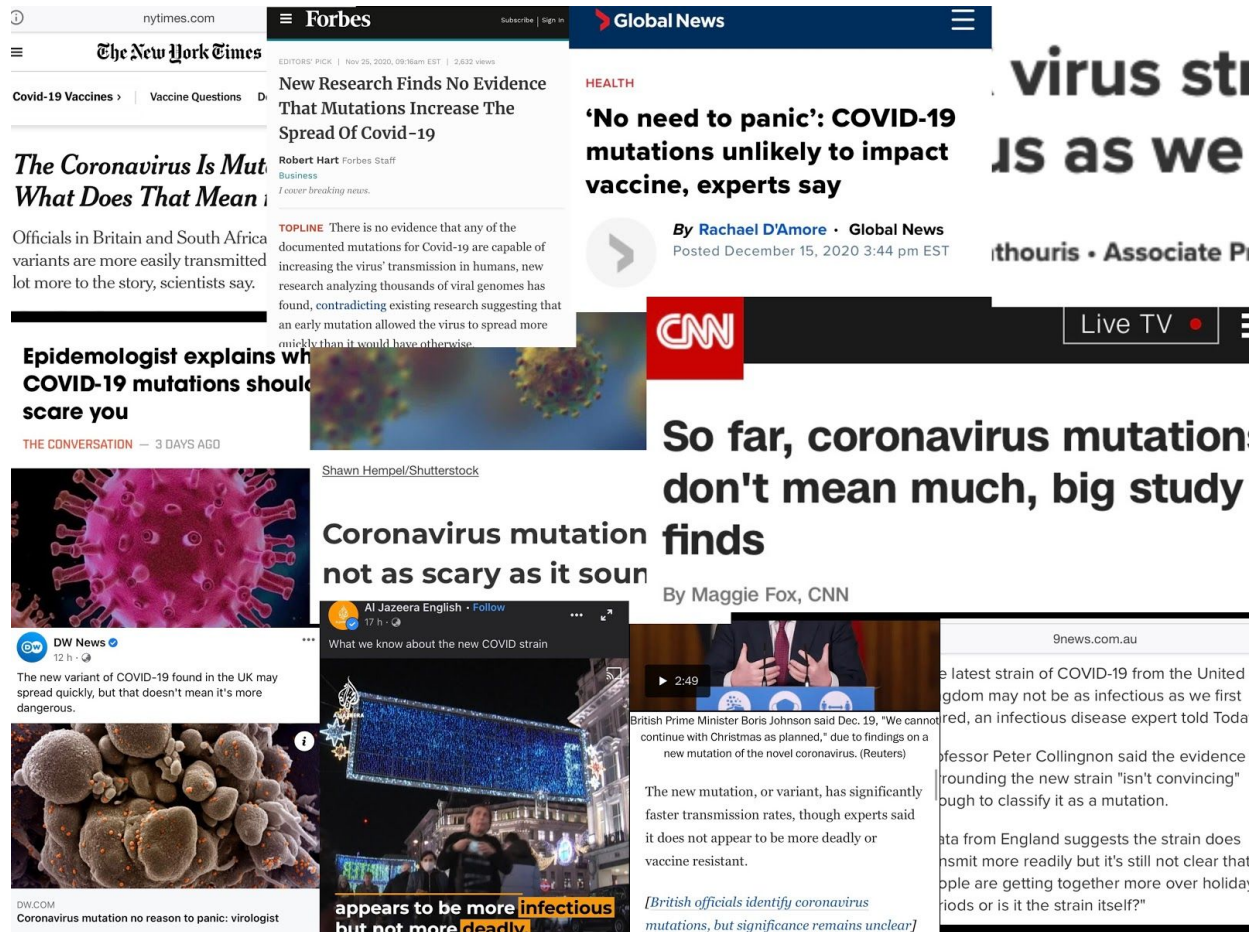 nytimes.com
The New York Times
Covid-19 Vaccines >
Vaccine Questions
The Coronavirus Is
What Does That Mean
Officials in Britain and South Africa
variants are more easily transmitted
lot more to the story, scientists say.
Forbes
Subscribe | Sign In
EDITORS' PICK | Nov 25, 2020, 09:16am EST | 2,632 views
New Research Finds No Evidence
That Mutations Increase The
Spread Of Covid-19
Robert Hart Forbes Staff
Business
I cover breaking news.
TOPLINE There is no evidence that any of the
documented mutations for Covid-19 are capable of
increasing the virus' transmission in humans, new
research analyzing thousands of viral genomes has
found, contradicting existing research suggesting that
an early mutation allowed the virus to spread more
quickly than it would have otherwise.
Global News
HEALTH
'No need to panic': COVID-19
mutations unlikely to impact
vaccine, experts say
By Rachael D'Amore • Global News
Posted December 15, 2020 3:44 pm EST
virus
as we
• Associate
Epidemologist explains
COVID-19 mutations
scare you
THE CONVERSATION — 3 DAYS AGO
Shawn Hempel/Shutterstock
Coronavirus mutation
not as scary as it
CNN
Live TV
So far, coronavirus mutations
don't mean much, big study
finds
By Maggie Fox, CNN
DW
DW News
12 h
The new variant of COVID-19 found in the UK may
spread quickly, but that doesn't mean it's more
dangerous.
DW.COM
Coronavirus mutation no reason to panic: virologist
Al Jazeera English • Follow
17 h
What we know about the new COVID strain
ALJAZEERA
appears to be more infectious
but not more deadly
2:49
British Prime Minister Boris Johnson said Dec. 19, "We cannot
continue with Christmas as planned," due to findings on a
new mutation of the novel coronavirus. (Reuters)
The new mutation, or variant, has significantly
faster transmission rates, though experts said
it does not appear to be more deadly or
vaccine resistant.
[British officials identify coronavirus
mutations, but significance remains unclear]
9news.com.au
latest strain of COVID-19 from the United
may not be as infectious as we first
an infectious disease expert told
Peter Collingnon said the evidence
the new strain "isn't convincing"
to classify it as a mutation.
from England suggests the strain does
more readily but it's still not clear that
are getting together more over
or is it the strain itself?"